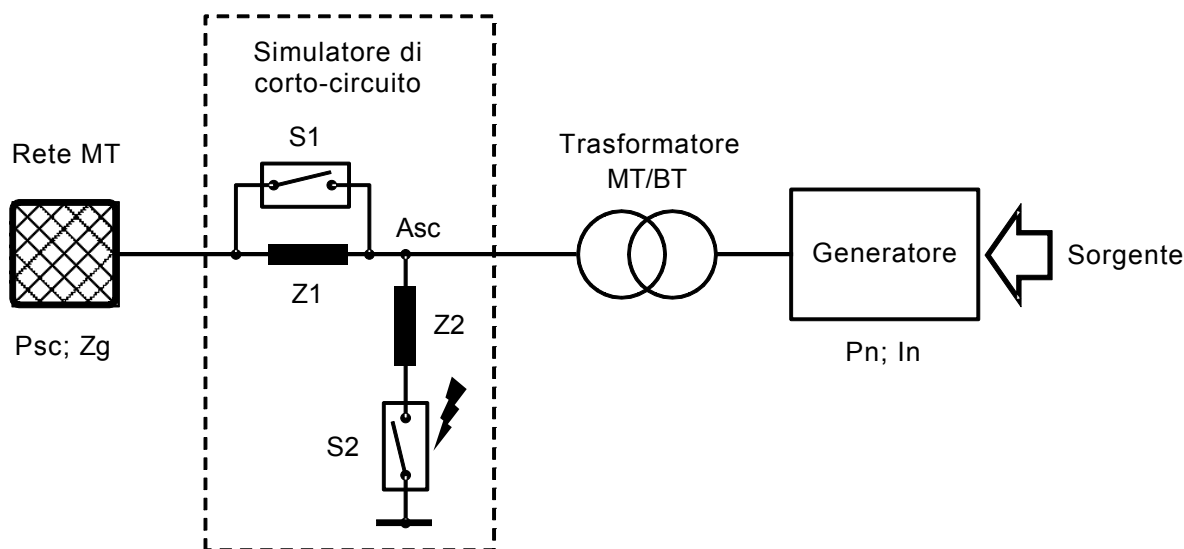 Simulatore di
corto-circuito
S1
Rete MT
Trasformatore
MT/BT
Asc
Generatore
Sorgente
Z1
Z2
Psc; Zg
Pn; In
S2